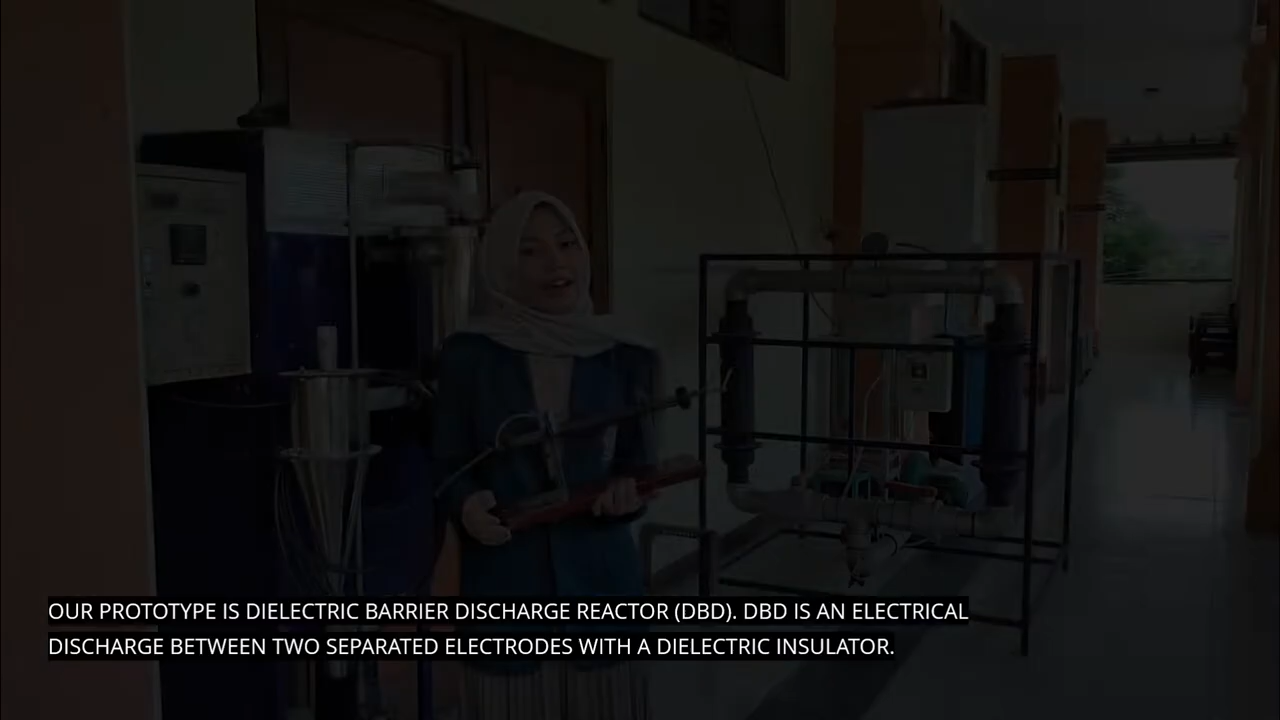 OUR PROTOTYPE IS DIELECTRIC BARRIER DISCHARGE REACTOR (DBD). DBD IS AN ELECTRICAL
DISCHARGE BETWEEN TWO SEPARATED ELECTRODES WITH A DIELECTRIC INSULATOR.